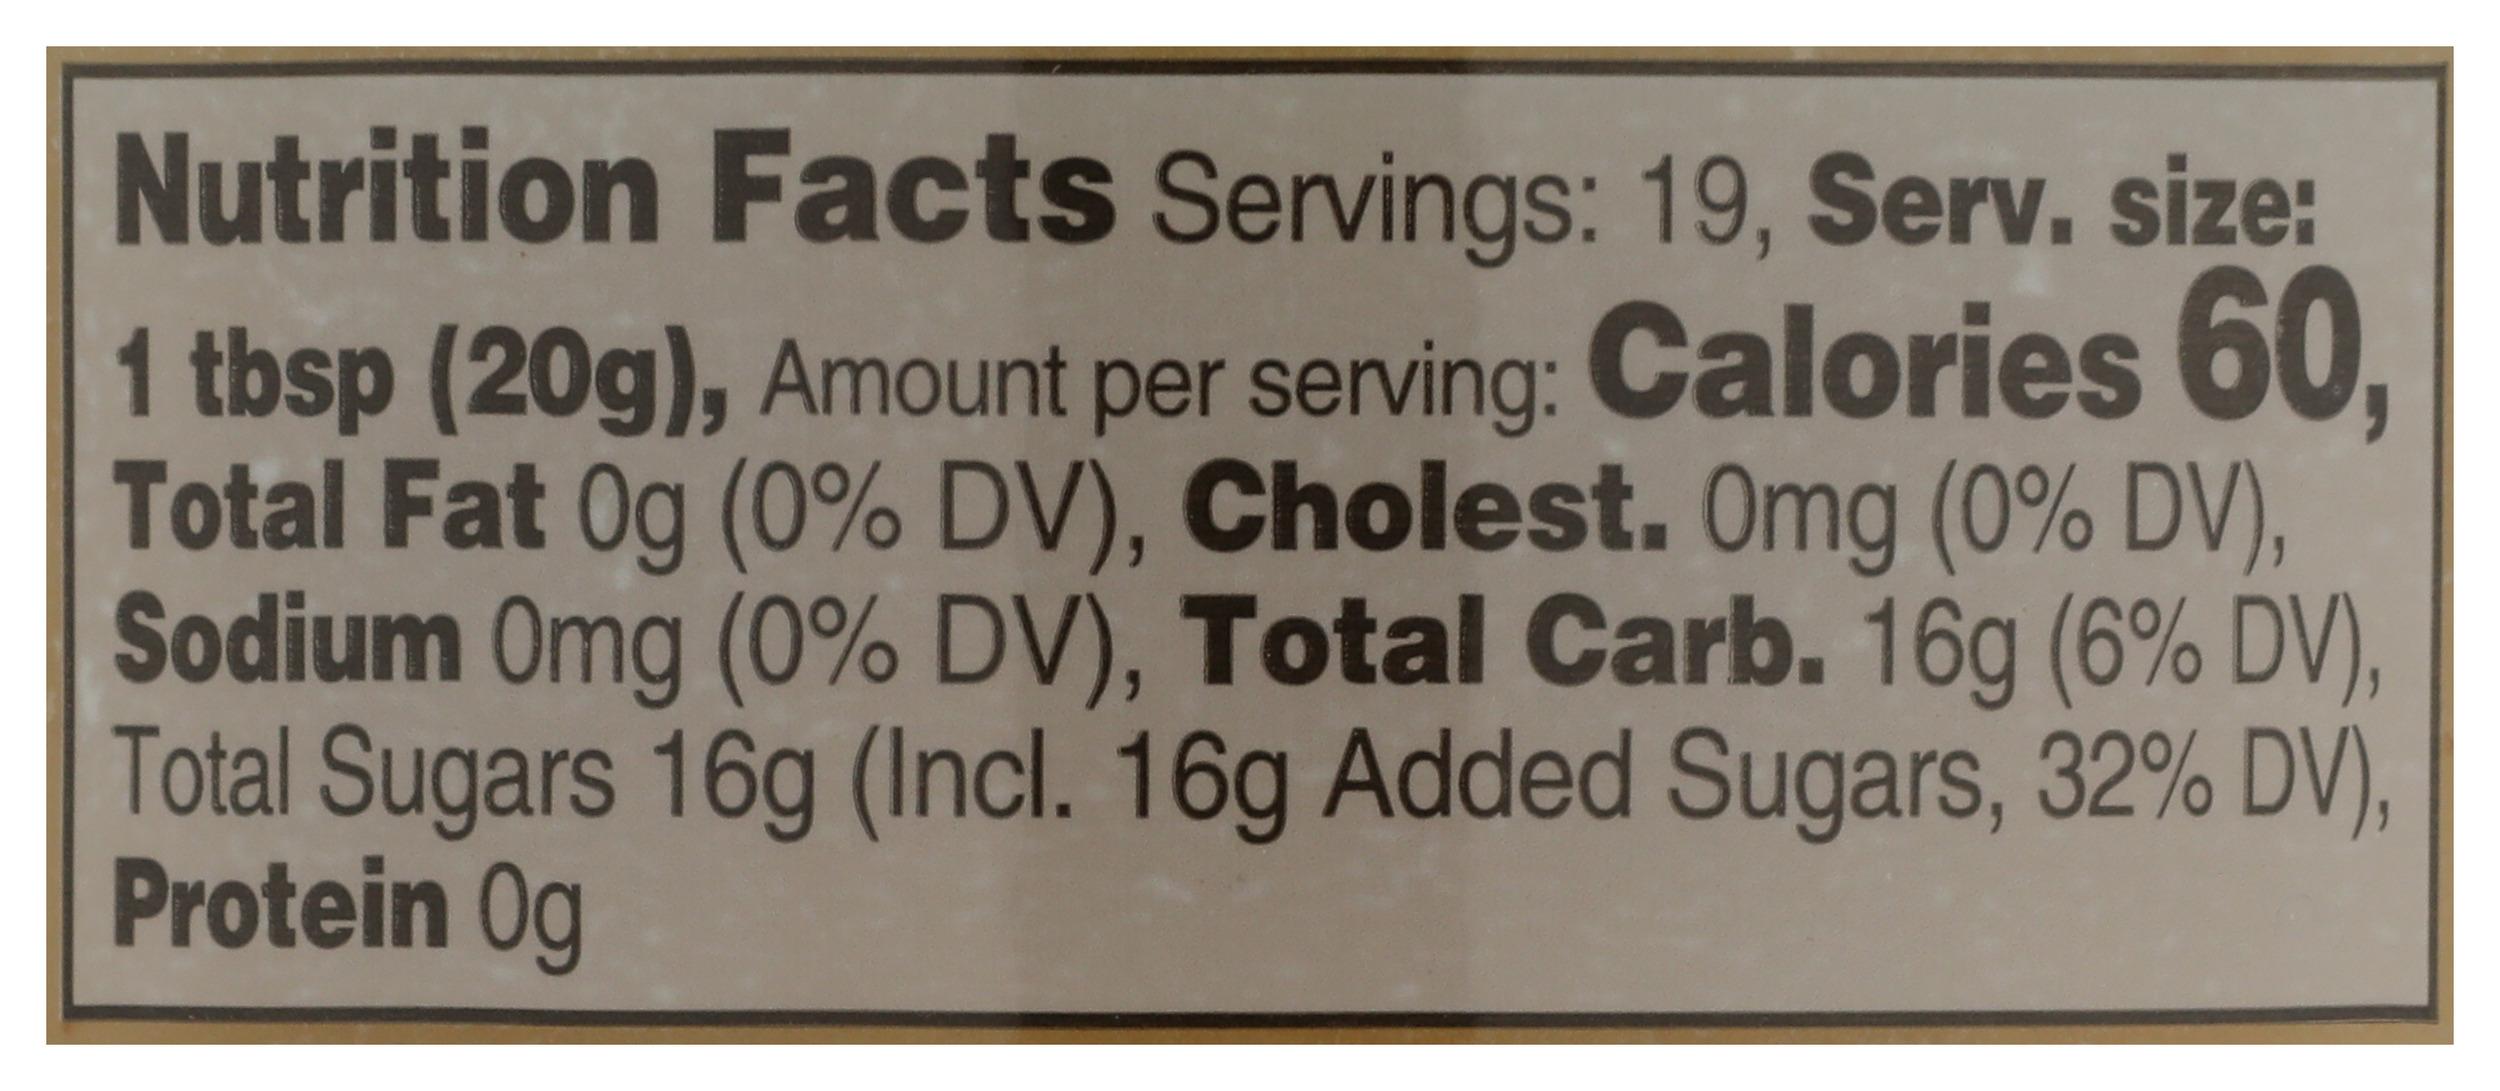 Nutrition Facts Servings: 19, Serv. size:
1 tbsp (20g), Amount per serving: Calories 60,
Total Fat 0g (0% DV), Cholest. 0mg (0% DV),
Sodium 0mg (0% DV), Total Carb. 16g (6% DV),
Total Sugars 16g (Incl. 16g Added Sugars, 32% DV),
Protein 0g